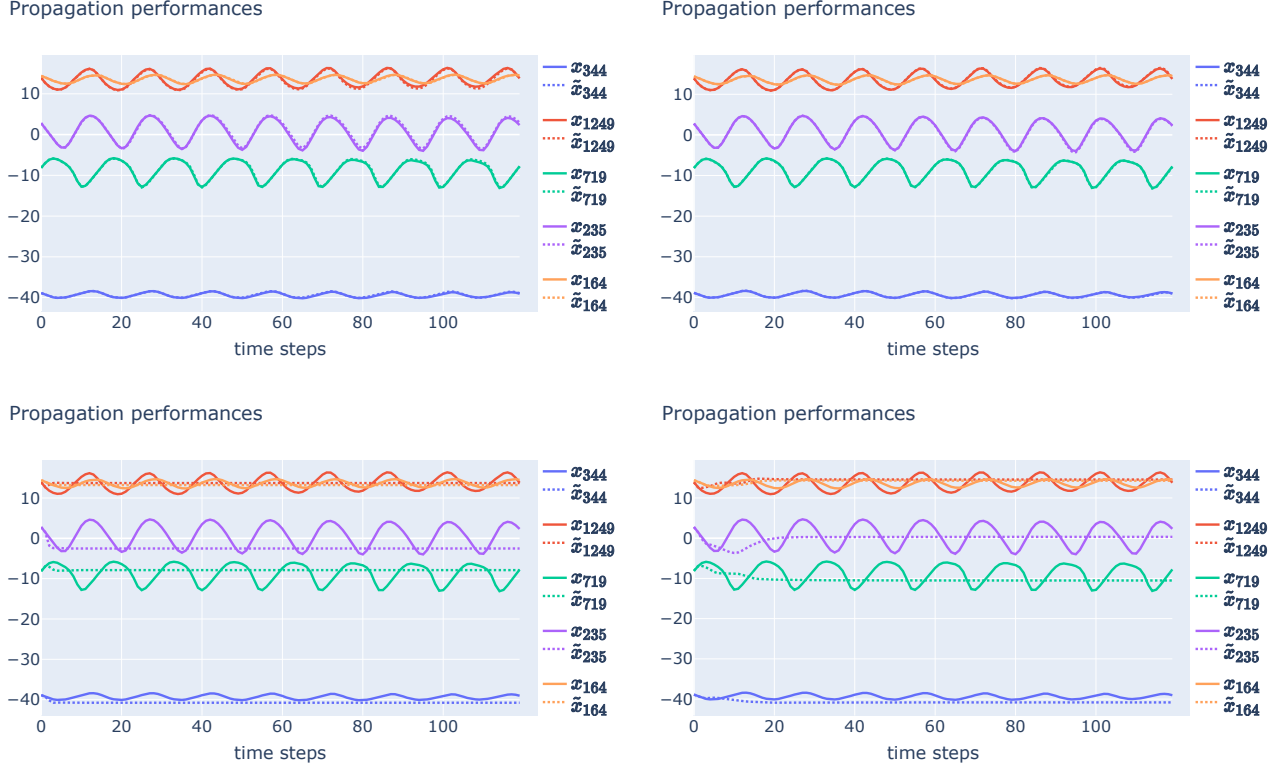 Propagation performances
10
0
−10
−20
−30
−40
0 20 40 60 80 100
time steps
x344
x̃344
x1249
x̃1249
x719
x̃719
x235
x̃235
x164
x̃164
Propagation performances
10
0
−10
−20
−30
−40
0 20 40 60 80 100
time steps
x344
x̃344
x1249
x̃1249
x719
x̃719
x235
x̃235
x164
x̃164
Propagation performances
10
0
−10
−20
−30
−40
0 20 40 60 80 100
time steps
x344
x̃344
x1249
x̃1249
x719
x̃719
x235
x̃235
x164
x̃164
Propagation performances
10
0
−10
−20
−30
−40
0 20 40 60 80 100
time steps
x344
x̃344
x1249
x̃1249
x719
x̃719
x235
x̃235
x164
x̃164